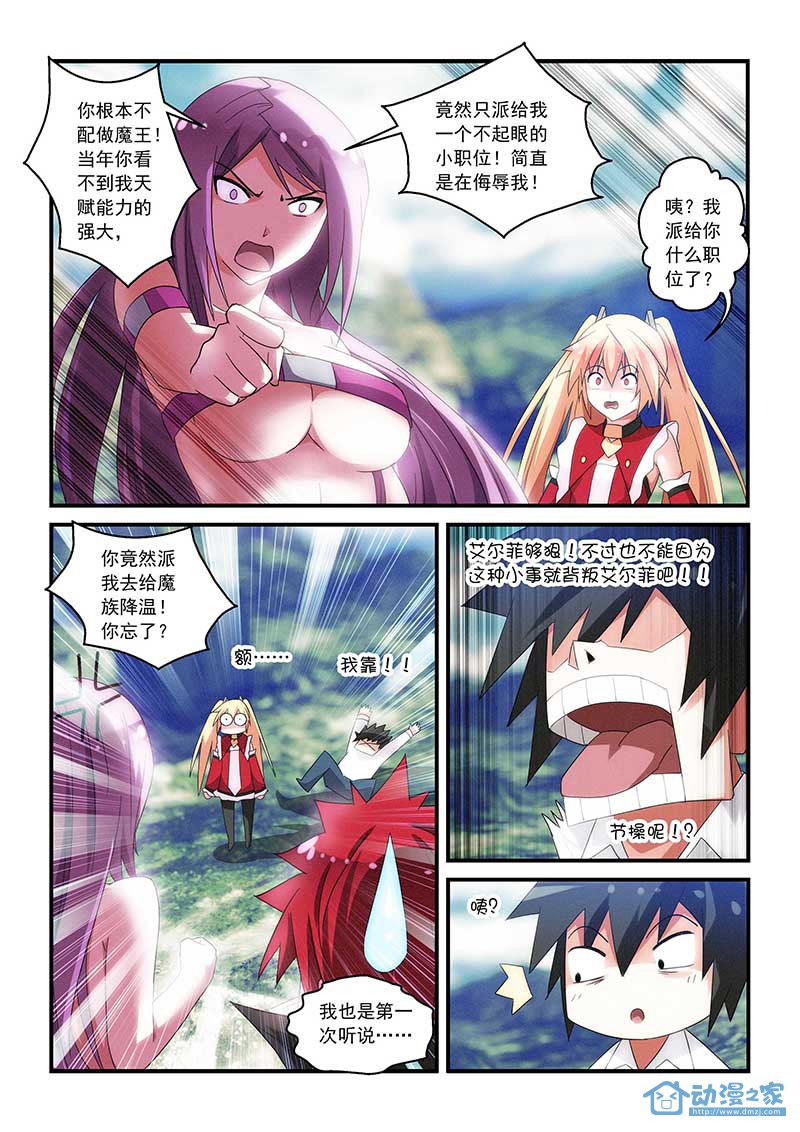 你根本不
配做魔王！
当年你看
不到我天
赋能力的
强大，
竟然只派给我
一个不起眼的
小职位！简直
是在侮辱我！
咦？我
派给你
什么职
位了？
你竟然派
我去给魔
族降温！
你忘了？
额……
我靠！！
我也是第一
次听说……
艾尔菲够狠！不过也不能因为
这种小事就背叛艾尔菲吧！！
节操呢！？
咦？
动漫之家
http://www.dmzj.com